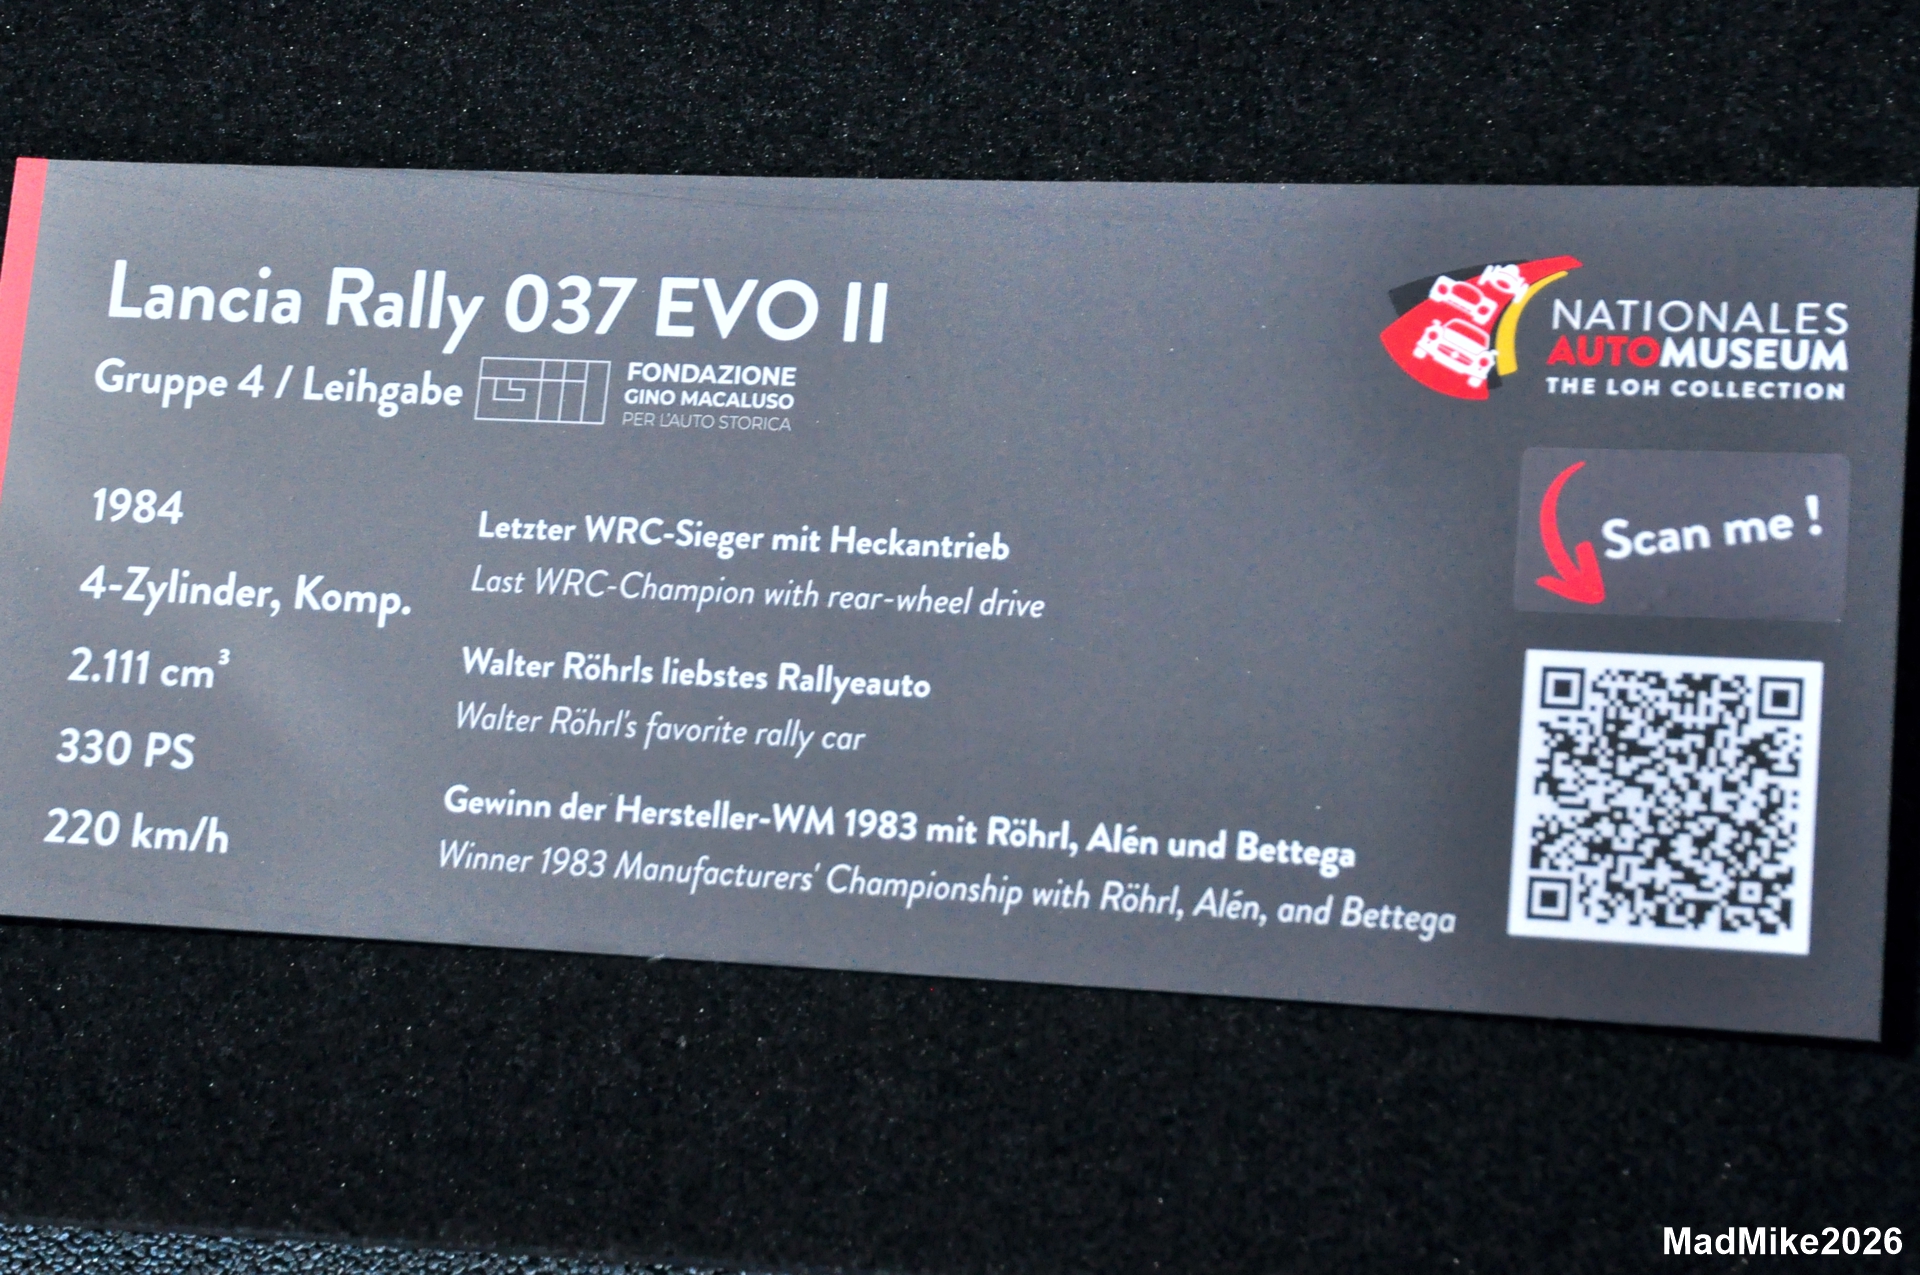 Lancia Rally 037 EVO II
Gruppe 4 / Leihgabe
FONDAZIONE
GINO MACALUSO
PER L'AUTO STORICA
NATIONALES
AUTOMUSEUM
THE LOH COLLECTION
Scan me !
1984
4-Zylinder, Komp.
2.111 cm³
330 PS
220 km/h
Letzter WRC-Sieger mit Heckantrieb
Last WRC-Champion with rear-wheel drive
Walter Röhrls liebstes Rallyeauto
Walter Röhrl's favorite rally car
Gewinn der Hersteller-WM 1983 mit Röhrl, Alén und Bettega
Winner 1983 Manufacturers' Championship with Röhrl, Alén, and Bettega
MadMike2026